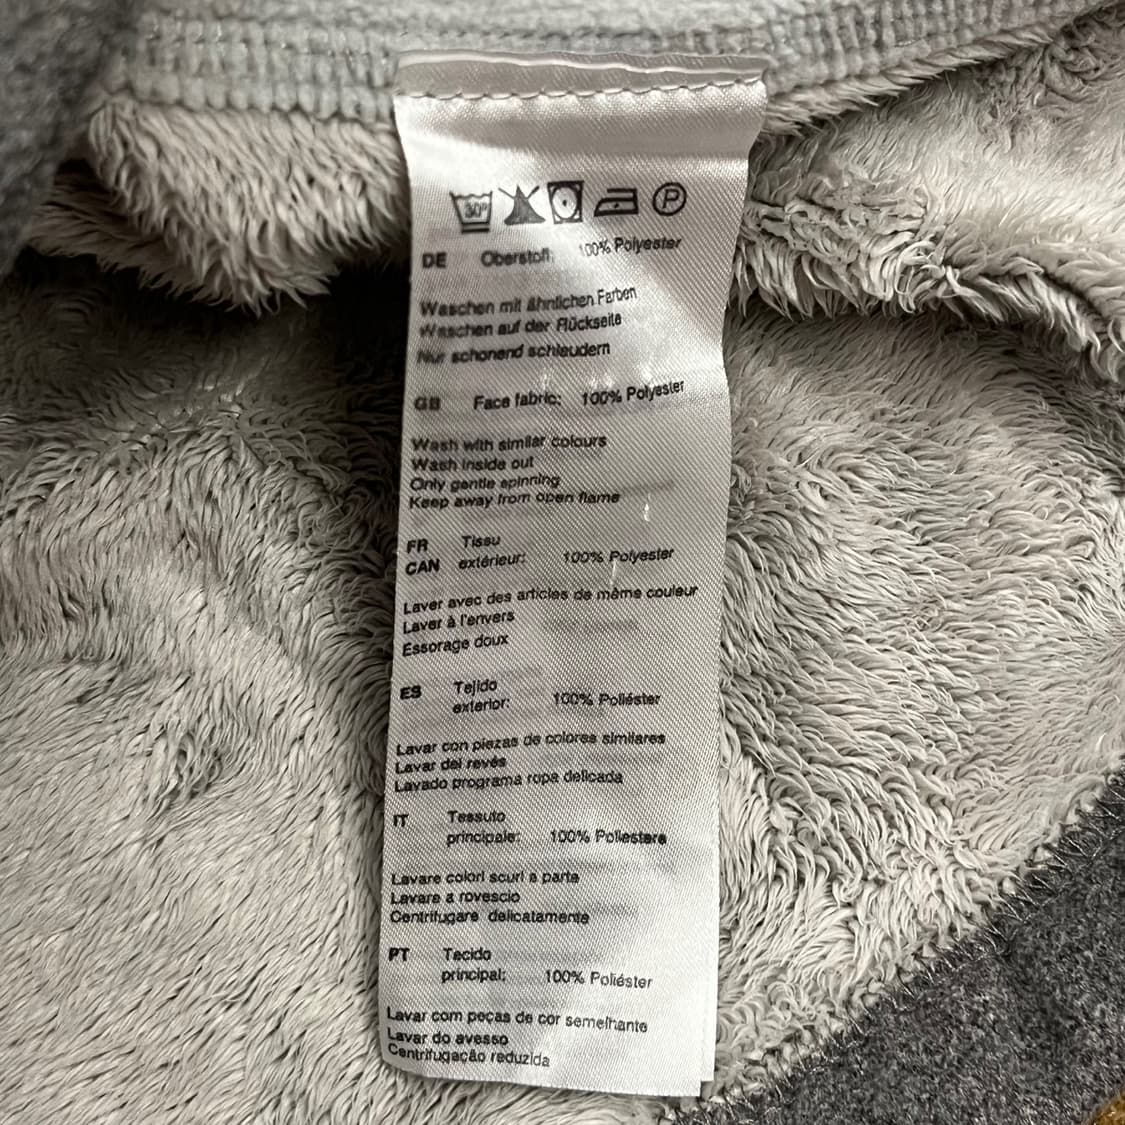 30°
P
DE Oberstoff: 100% Polyester
Waschen mit ähnlichen Farben
Waschen auf der Rückseite
Nur schonend schleudern
GB Face fabric: 100% Polyester
Wash with similar colours
Wash inside out
Only gentle spinning
Keep away from open flame
FR Tissu
CAN extérieur: 100% Polyester
Laver avec des articles de même couleur
Laver à l'envers
Essorage doux
ES Tejido
exterior: 100% Poliéster
Lavar con piezas de colores similares
Lavar del revés
Lavado programa ropa delicada
IT Tessuto
principale: 100% Poliestere
Lavare colori scuri a parte
Lavare a rovescio
Centrifugare delicatamente
PT Tecido
principal: 100% Poliéster
Lavar com peças de cor semelhante
Lavar do avesso
Centrifugação reduzida